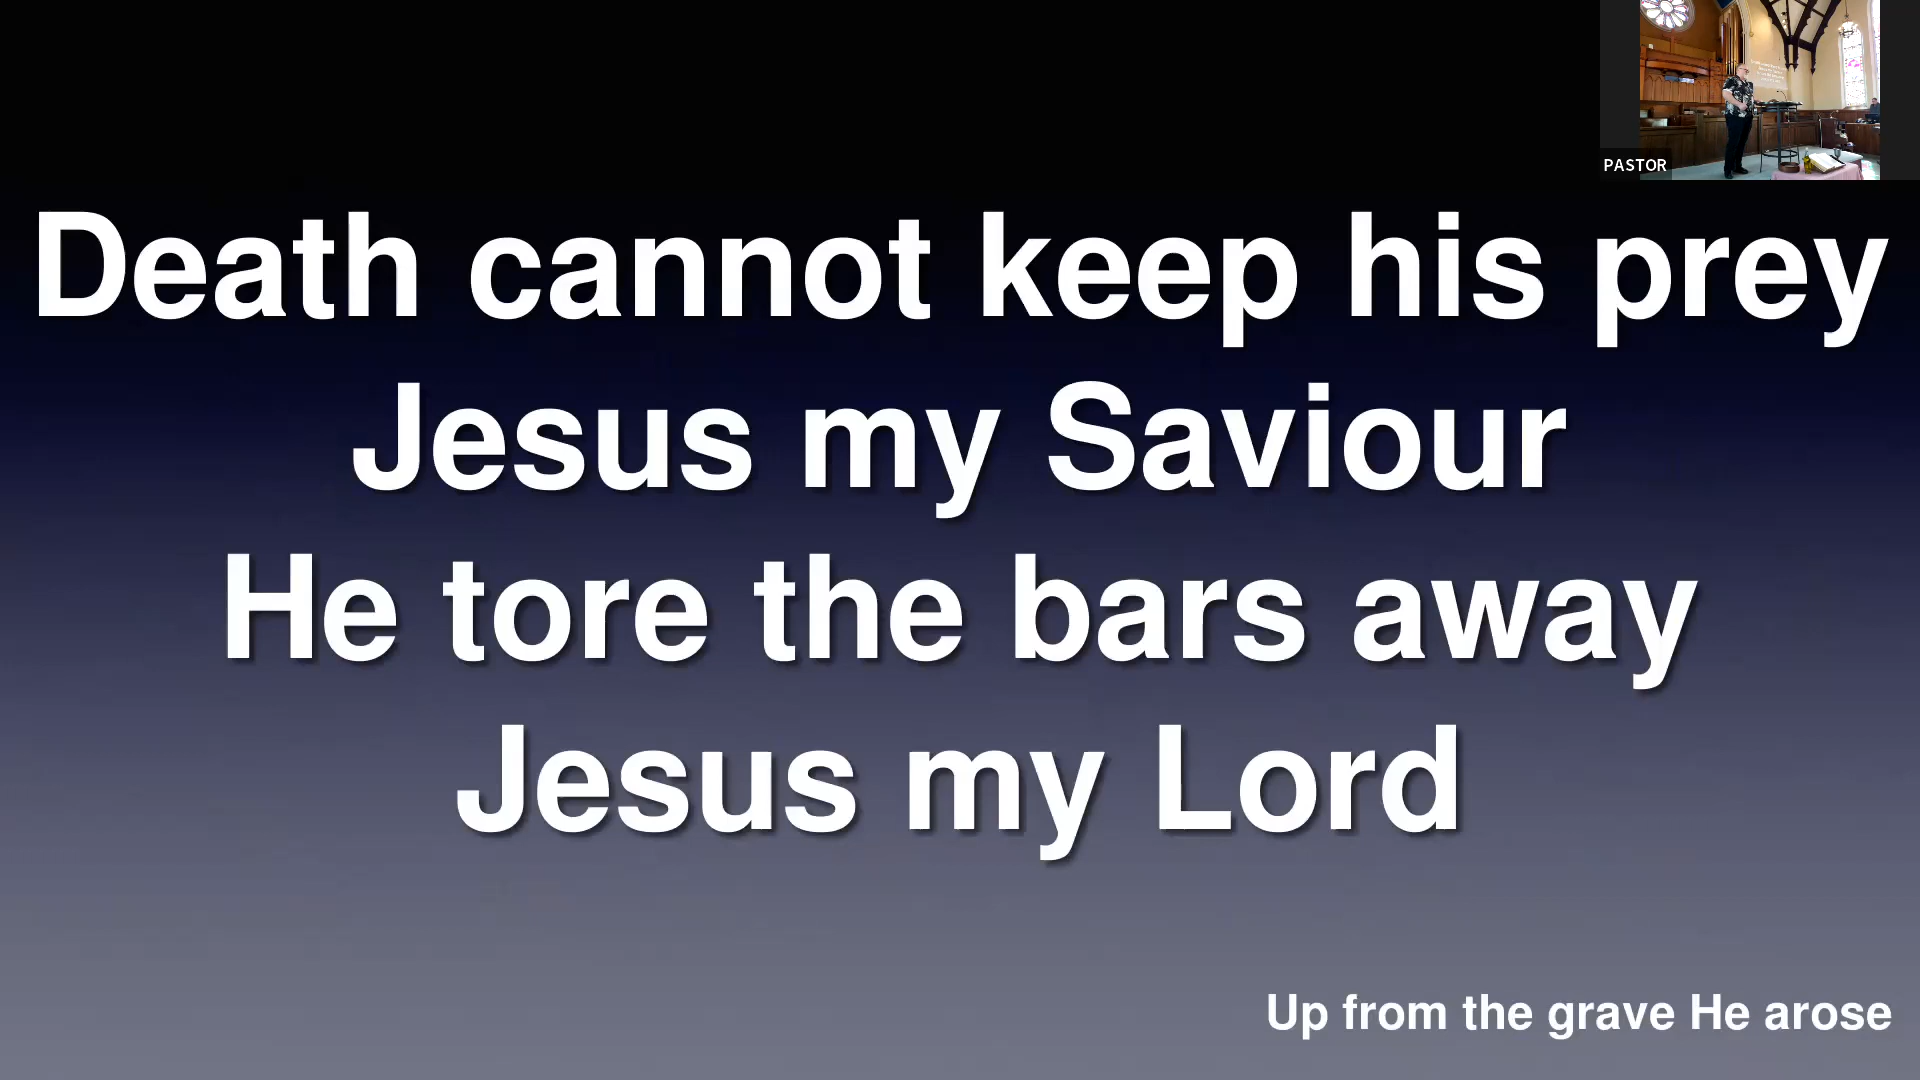 PASTOR
Death cannot keep his prey
Jesus my Saviour
He tore the bars away
Jesus my Lord
Up from the grave He arose